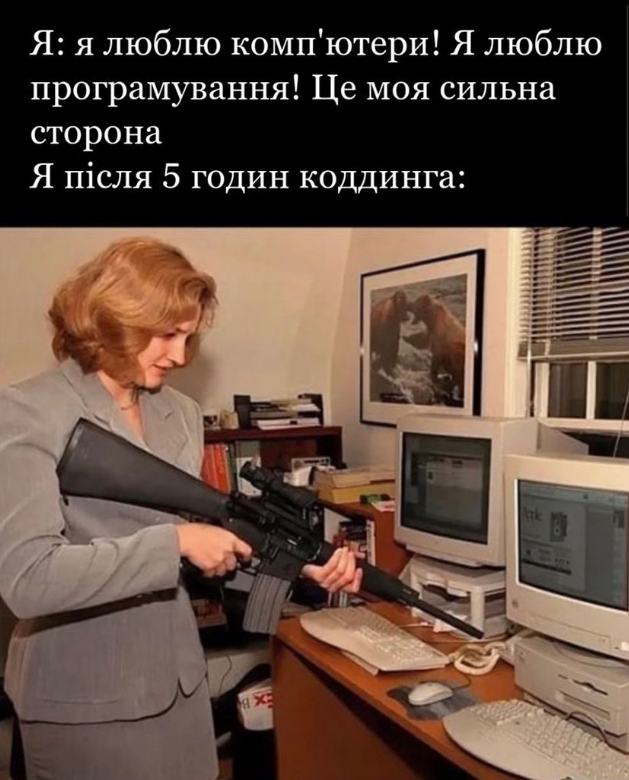 Я: я люблю комп'ютери! Я люблю
програмування! Це моя сильна
сторона
Я після 5 годин коддинга: